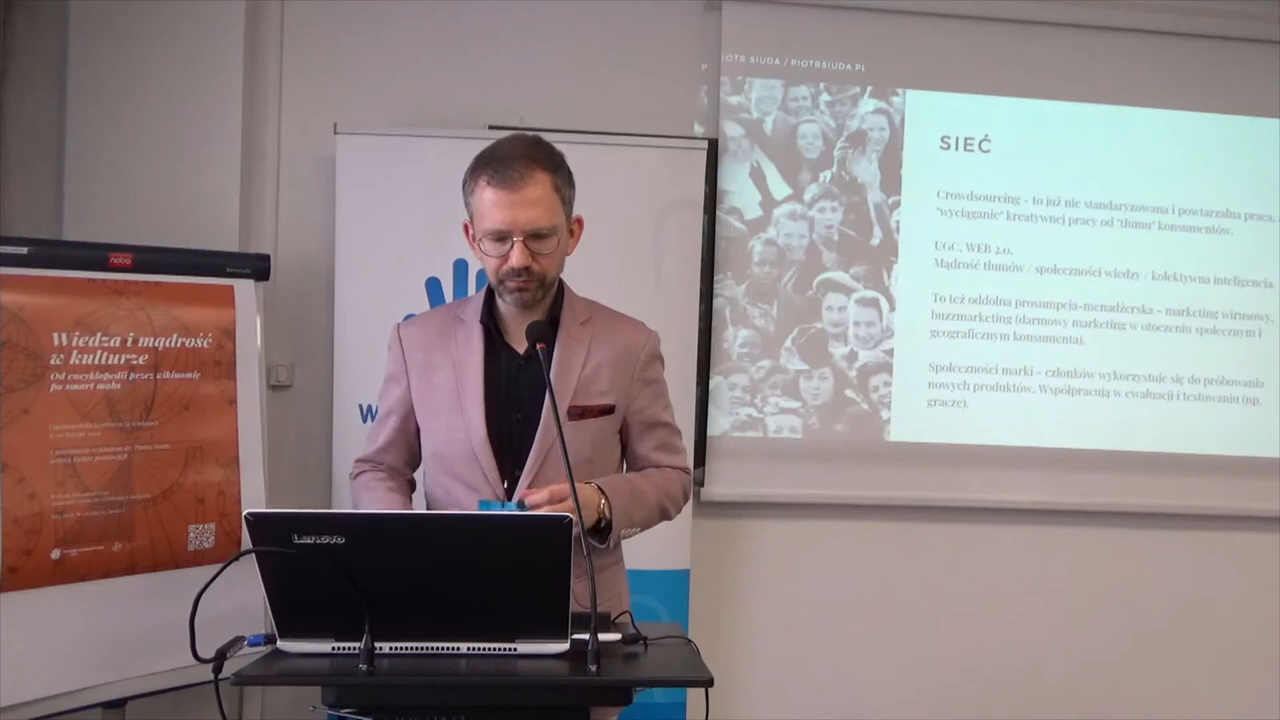 nobo
Wiedza i mądrość
w kulturze
Od encyklopedii przez wikinomię
po smart mobs
W
Lenovo
IOTR SIUDA / PIOTRSIUDA.PL
SIEĆ
Crowdsourcing - to już nie standaryzowana i powtarzalna praca.
"wyciąganie" kreatywnej pracy od "tłumu" konsumentów.
UGC, WEB 2.0.
Mądrość tłumów / społeczności wiedzy / kolektywna inteligencja.
To też oddolna prosumpcja-menadżerska - marketing wirusowy,
buzzmarketing (darmowy marketing w otoczeniu społecznym i
geograficznym konsumenta).
Społeczności marki - członków wykorzystuje się do próbowania
nowych produktów. Współpracują w ewaluacji i testowaniu (np.
gracze).